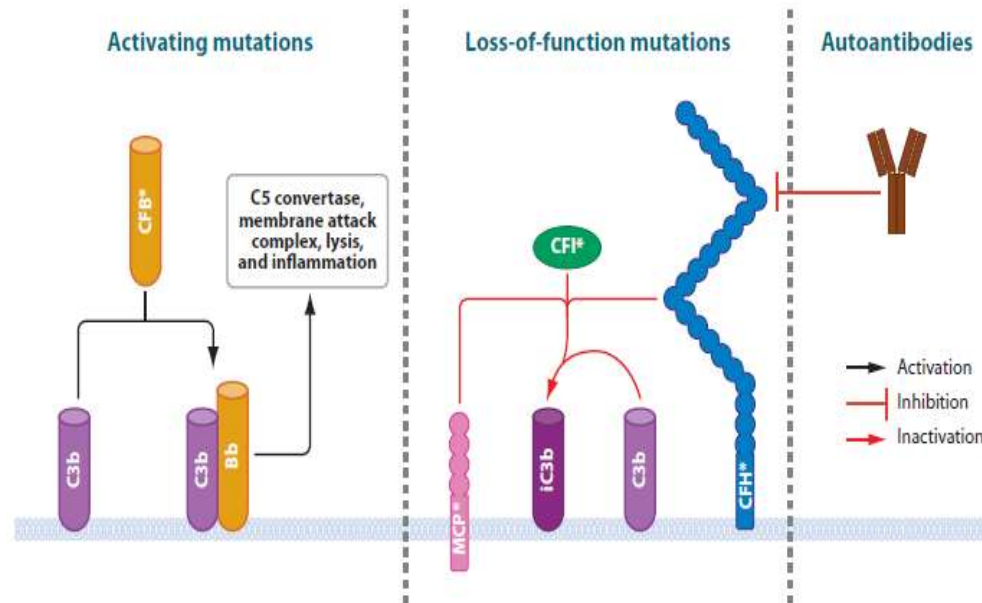 Activating mutations
Loss-of-function mutations
Autoantibodies
CFB*
C5 convertase,
membrane attack
complex, lysis,
and inflammation
C3b
C3b
Bb
CFI*
MCP*
iC3b
C3b
CFH*
Activation
Inhibition
Inactivation